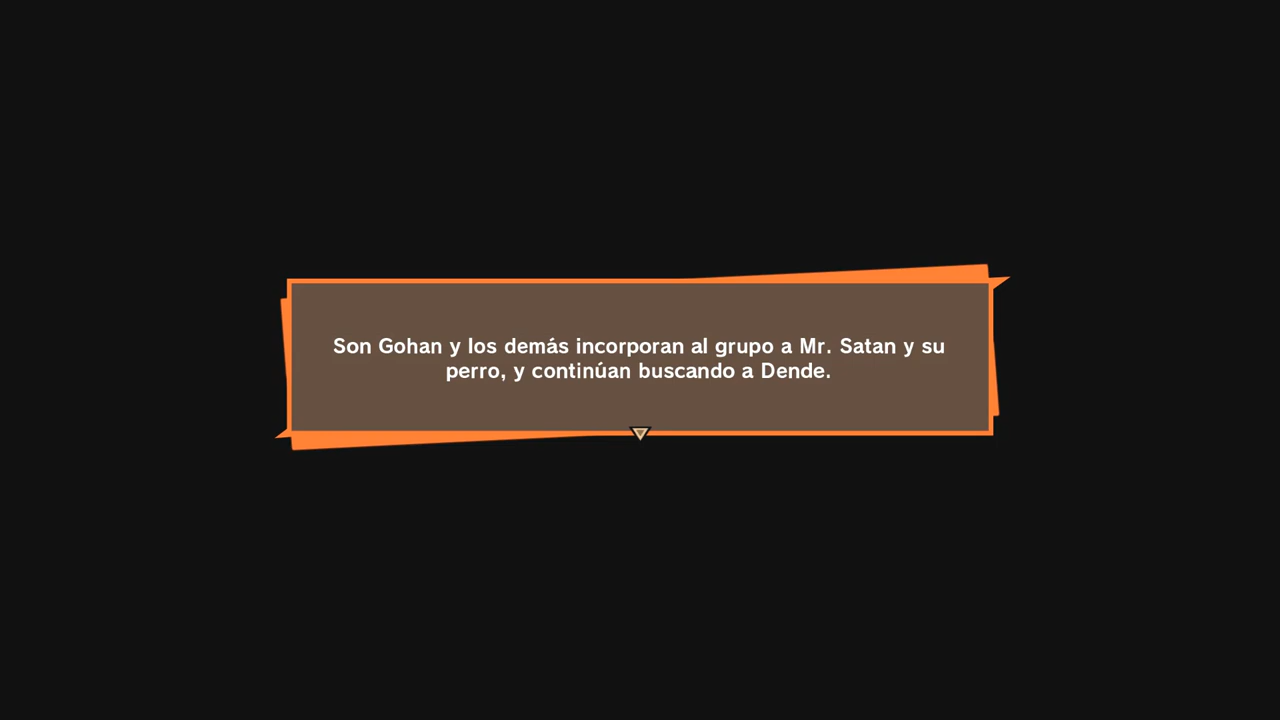 Son Gohan y los demás incorporan al grupo a Mr. Satan y su
perro, y continúan buscando a Dende.